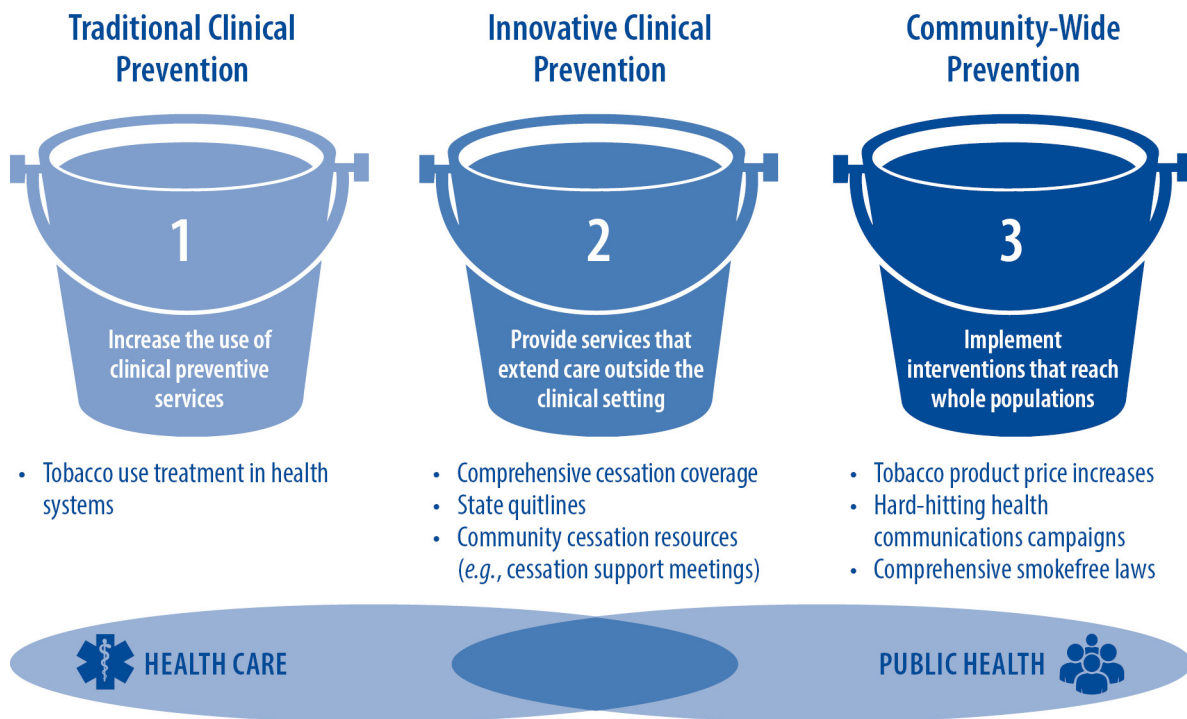 Traditional Clinical
Prevention
1
Increase the use of
clinical preventive
services
• Tobacco use treatment in health
systems
Innovative Clinical
Prevention
2
Provide services that
extend care outside the
clinical setting
• Comprehensive cessation coverage
• State quitlines
• Community cessation resources
(e.g., cessation support meetings)
Community-Wide
Prevention
3
Implement
interventions that reach
whole populations
• Tobacco product price increases
• Hard-hitting health
communications campaigns
• Comprehensive smokefree laws
HEALTH CARE
PUBLIC HEALTH